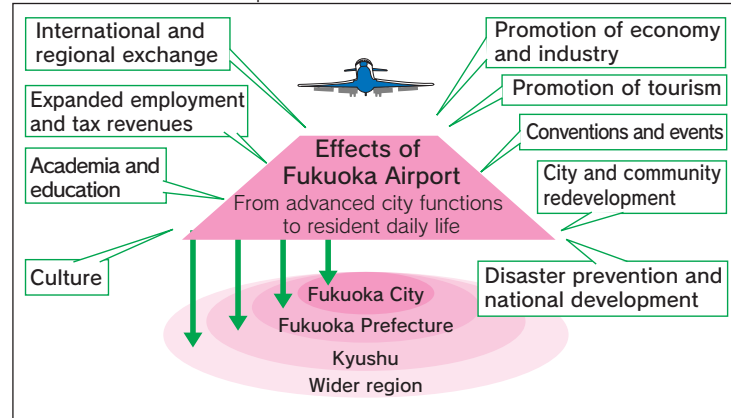 International and
regional exchange
Expanded employment
and tax revenues
Academia and
education
Culture
Promotion of economy
and industry
Promotion of tourism
Conventions and events
City and community
redevelopment
Disaster prevention and
national development
Effects of
Fukuoka Airport
From advanced city functions
to resident daily life
Fukuoka City
Fukuoka Prefecture
Kyushu
Wider region